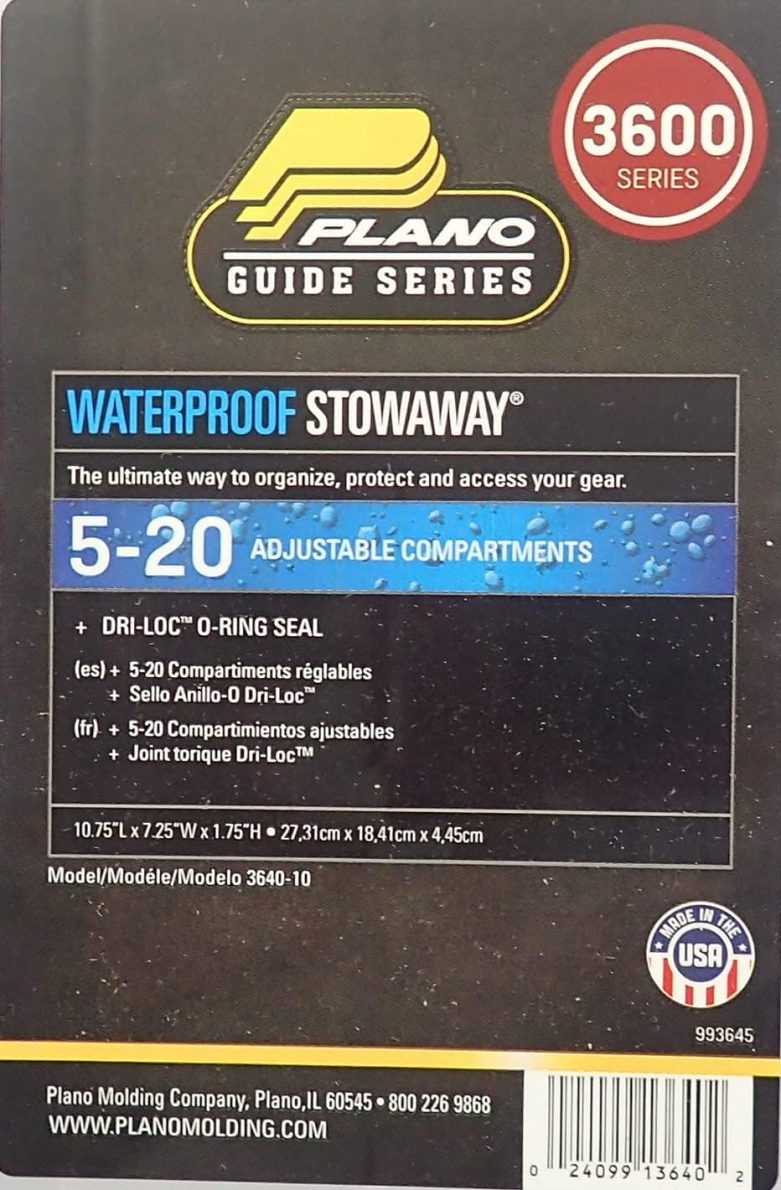 3600
SERIES
PLANO
GUIDE SERIES
WATERPROOF STOWAWAY®
The ultimate way to organize, protect and access your gear.
5-20 ADJUSTABLE COMPARTMENTS
+ DRI-LOC™ O-RING SEAL
(es) + 5-20 Compartiments réglables
+ Sello Anillo-O Dri-Loc™
(fr) + 5-20 Compartimientos ajustables
+ Joint torique Dri-Loc™
10.75"L x 7.25"W x 1.75"H • 27,31cm x 18,41cm x 4,45cm
Model/Modéle/Modelo 3640-10
MADE IN THE
USA
993645
Plano Molding Company, Plano,IL 60545 • 800 226 9868
WWW.PLANOMOLDING.COM
0 24099 13640 2